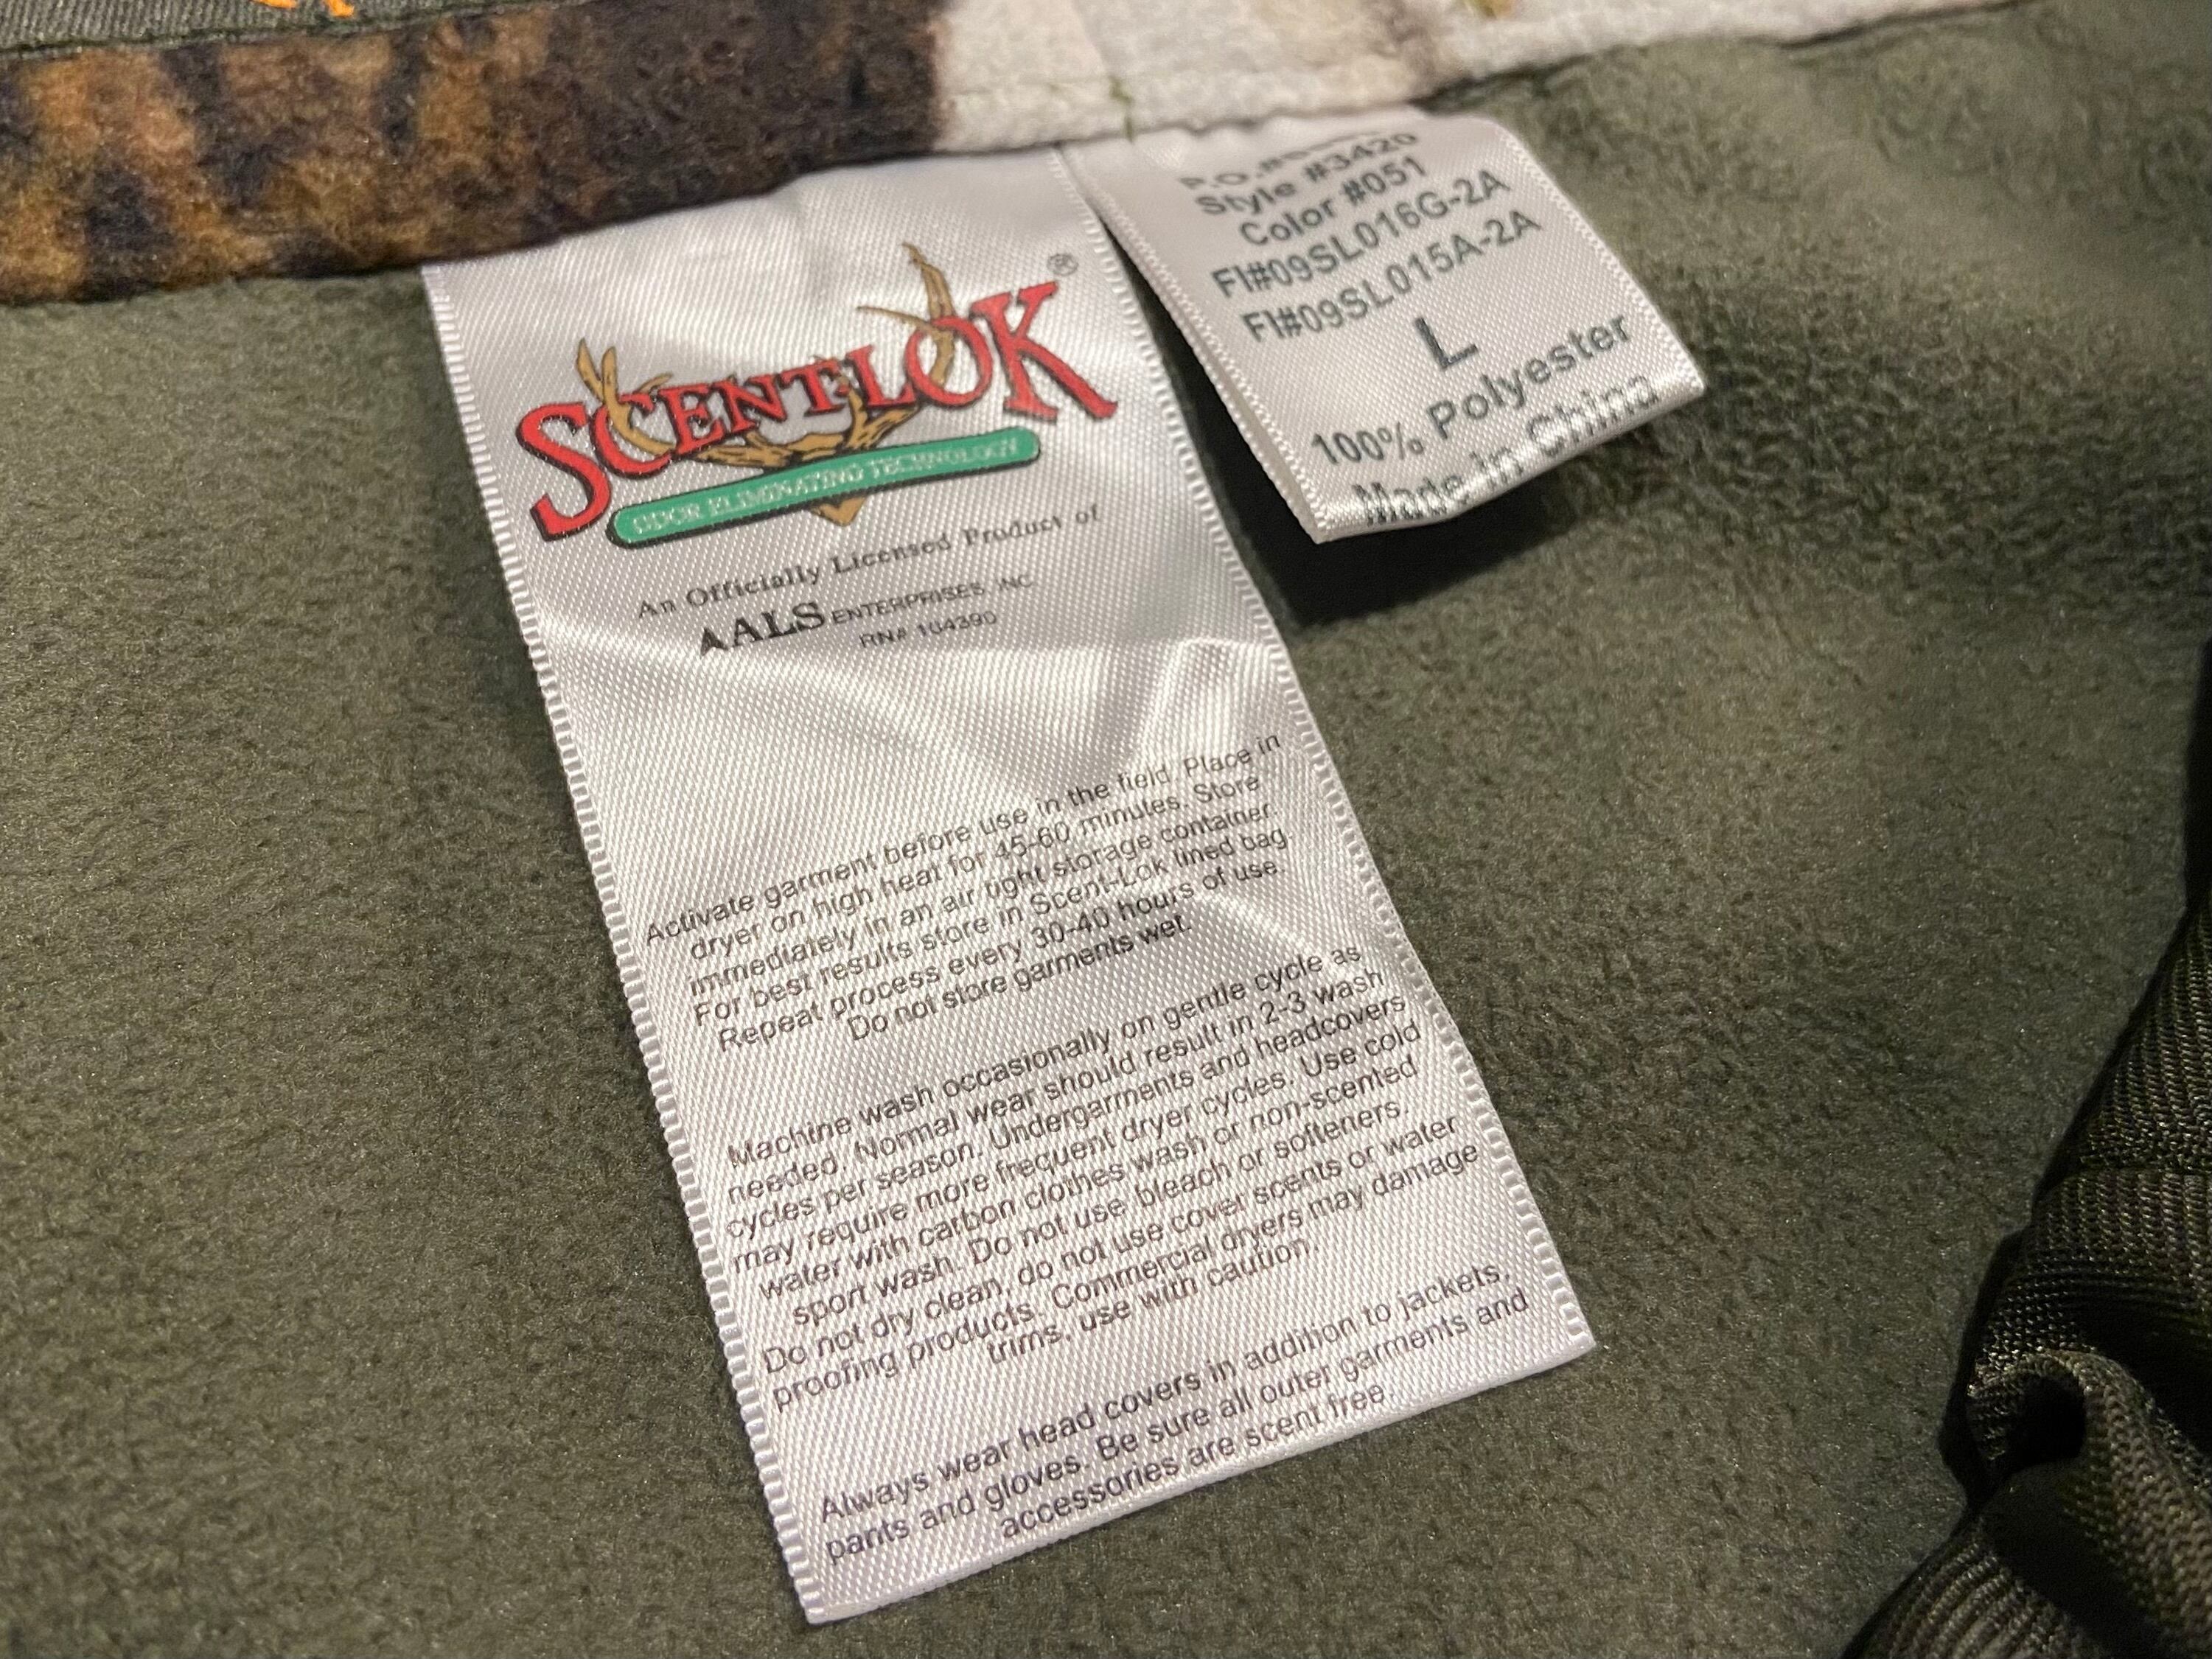 SCENT-LOK®
ODOR ELIMINATING TECHNOLOGY
An Officially Licensed Product of
AALS ENTERPRISES INC
RN# 104390
Activate garment before use in the field. Place in
dryer on high heat for 45-60 minutes. Store
immediately in an air tight storage container.
For best results store in Scent-Lok lined bag
Repeat process every 30-40 hours of use.
Do not store garments wet.
Machine wash occasionally on gentle cycle as
needed. Normal wear should result in 2-3 wash
cycles per season. Undergarments and headcovers
may require more frequent dryer cycles. Use cold
water with carbon clothes wash or non-scented
sport wash. Do not use bleach or softeners.
Do not dry clean, do not use cover scents or water
proofing products. Commercial dryers may damage
trims, use with caution.
Always wear head covers in addition to jackets,
pants and gloves. Be sure all outer garments and
accessories are scent free.
Style #3420
Color #051
FI#09SL016G-2A
FI#09SL015A-2A
L
100% Polyester
Made in China